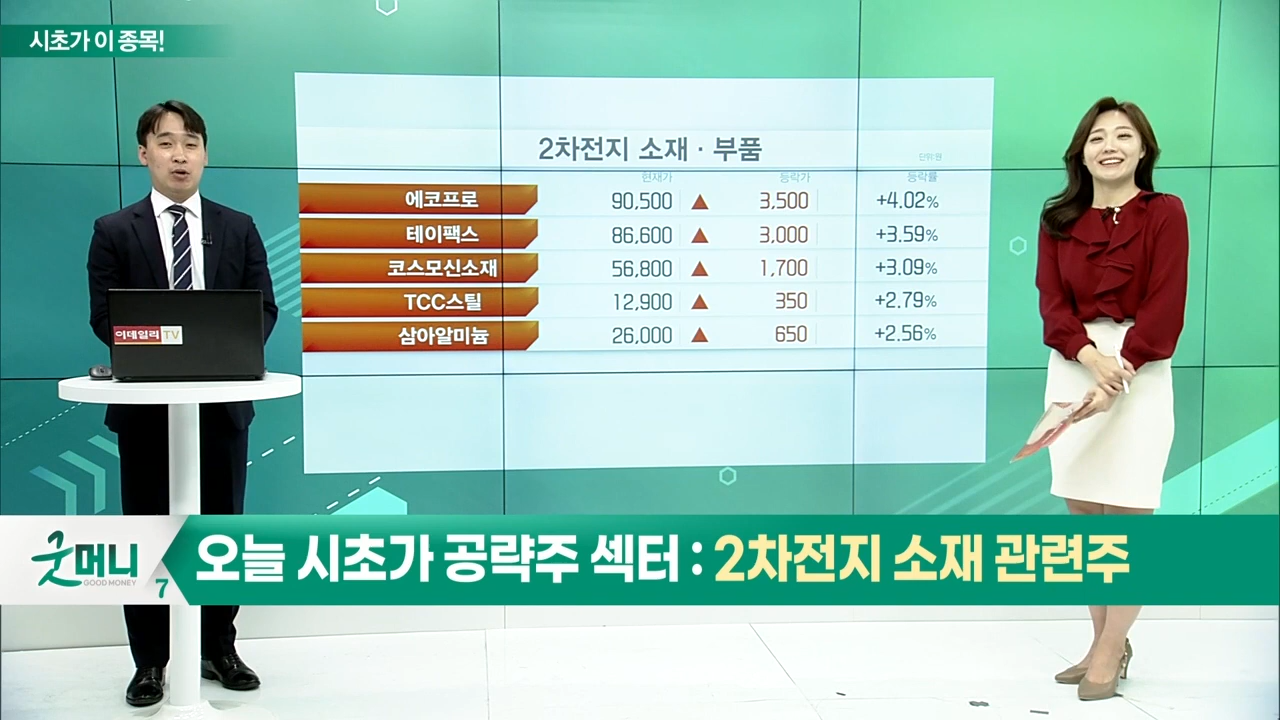 시초가 이 종목!
2차전지 소재 · 부품
단위:원
현재가 등락가 등락률
에코프로 90,500 ▲ 3,500 +4.02%
테이팩스 86,600 ▲ 3,000 +3.59%
코스모신소재 56,800 ▲ 1,700 +3.09%
TCC스틸 12,900 ▲ 350 +2.79%
삼아알미늄 26,000 ▲ 650 +2.56%
이데일리 TV
굿머니
GOOD MONEY
7
오늘 시초가 공략주 섹터 : 2차전지 소재 관련주